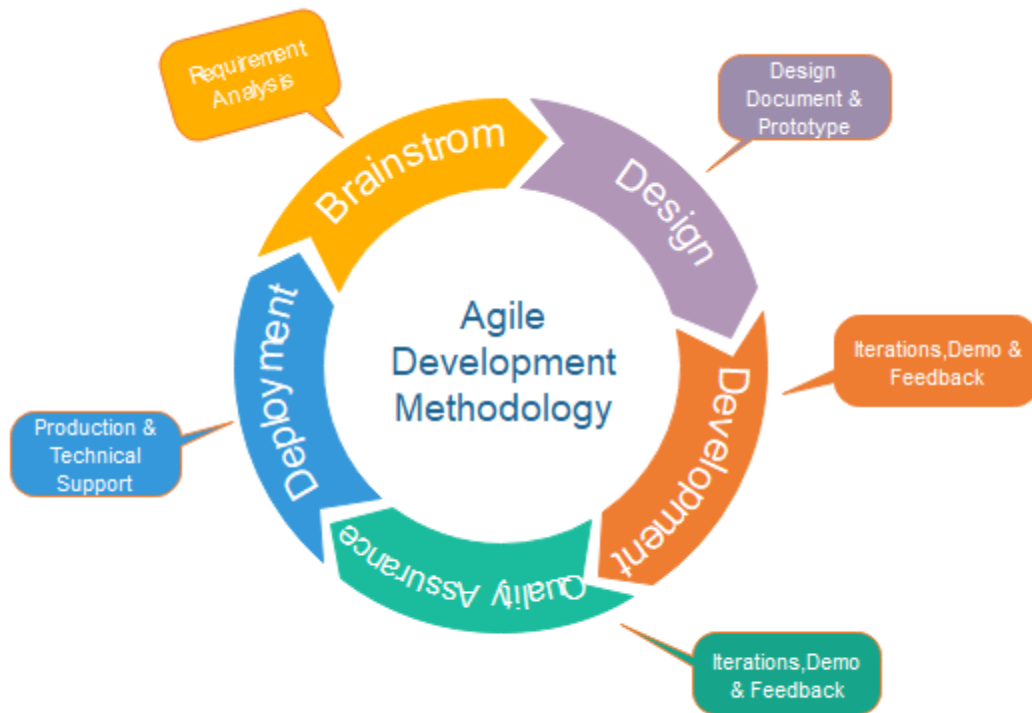 Requirement
Analysis
Brainstrom
Design
Document &
Prototype
Design
Iterations,Demo &
Feedback
Development
Agile
Development
Methodology
Production &
Technical
Support
Deployment
Quality Assurance
Iterations,Demo
& Feedback